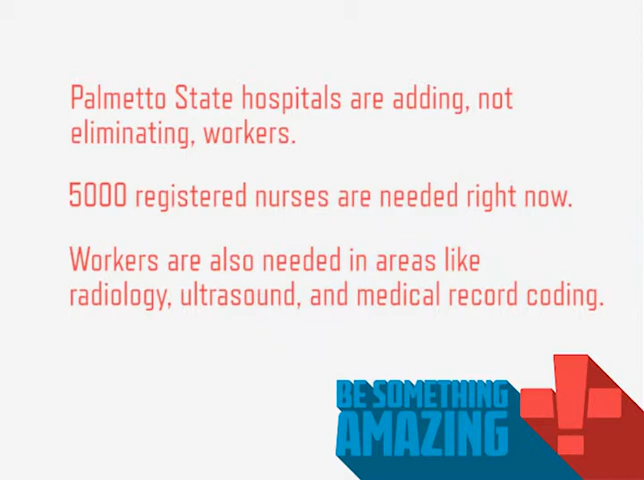 Palmetto State hospitals are adding, not
eliminating, workers.
5000 registered nurses are needed right now.
Workers are also needed in areas like
radiology, ultrasound, and medical record coding.
BE SOMETHING
AMAZING